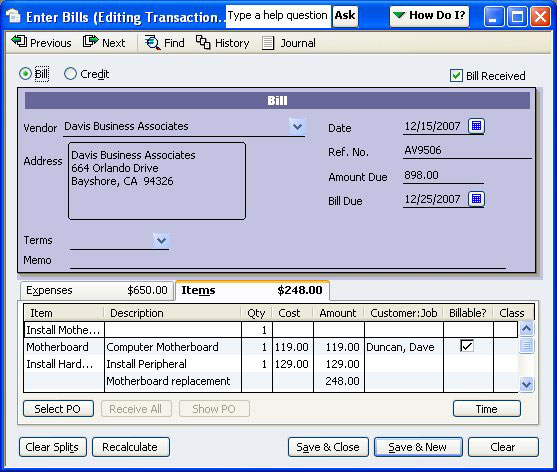 Enter Bills (Editing Transaction... Type a help question Ask How Do I?
Previous Next Find History Journal
Bill Credit Bill Received
Bill
Vendor Davis Business Associates Date 12/15/2007
Address Davis Business Associates Ref. No. AV9506
664 Orlando Drive Amount Due 898.00
Bayshore, CA 94326 Bill Due 12/25/2007
Terms
Memo
Expenses $650.00 Items $248.00
Item Description Qty Cost Amount Customer:Job Billable? Class
Install Mothe... 1
Motherboard Computer Motherboard 1 119.00 119.00 Duncan, Dave
Install Hard... Install Peripheral 1 129.00 129.00
Motherboard replacement 248.00
Select PO Receive All Show PO Time
Clear Splits Recalculate Save & Close Save & New Clear